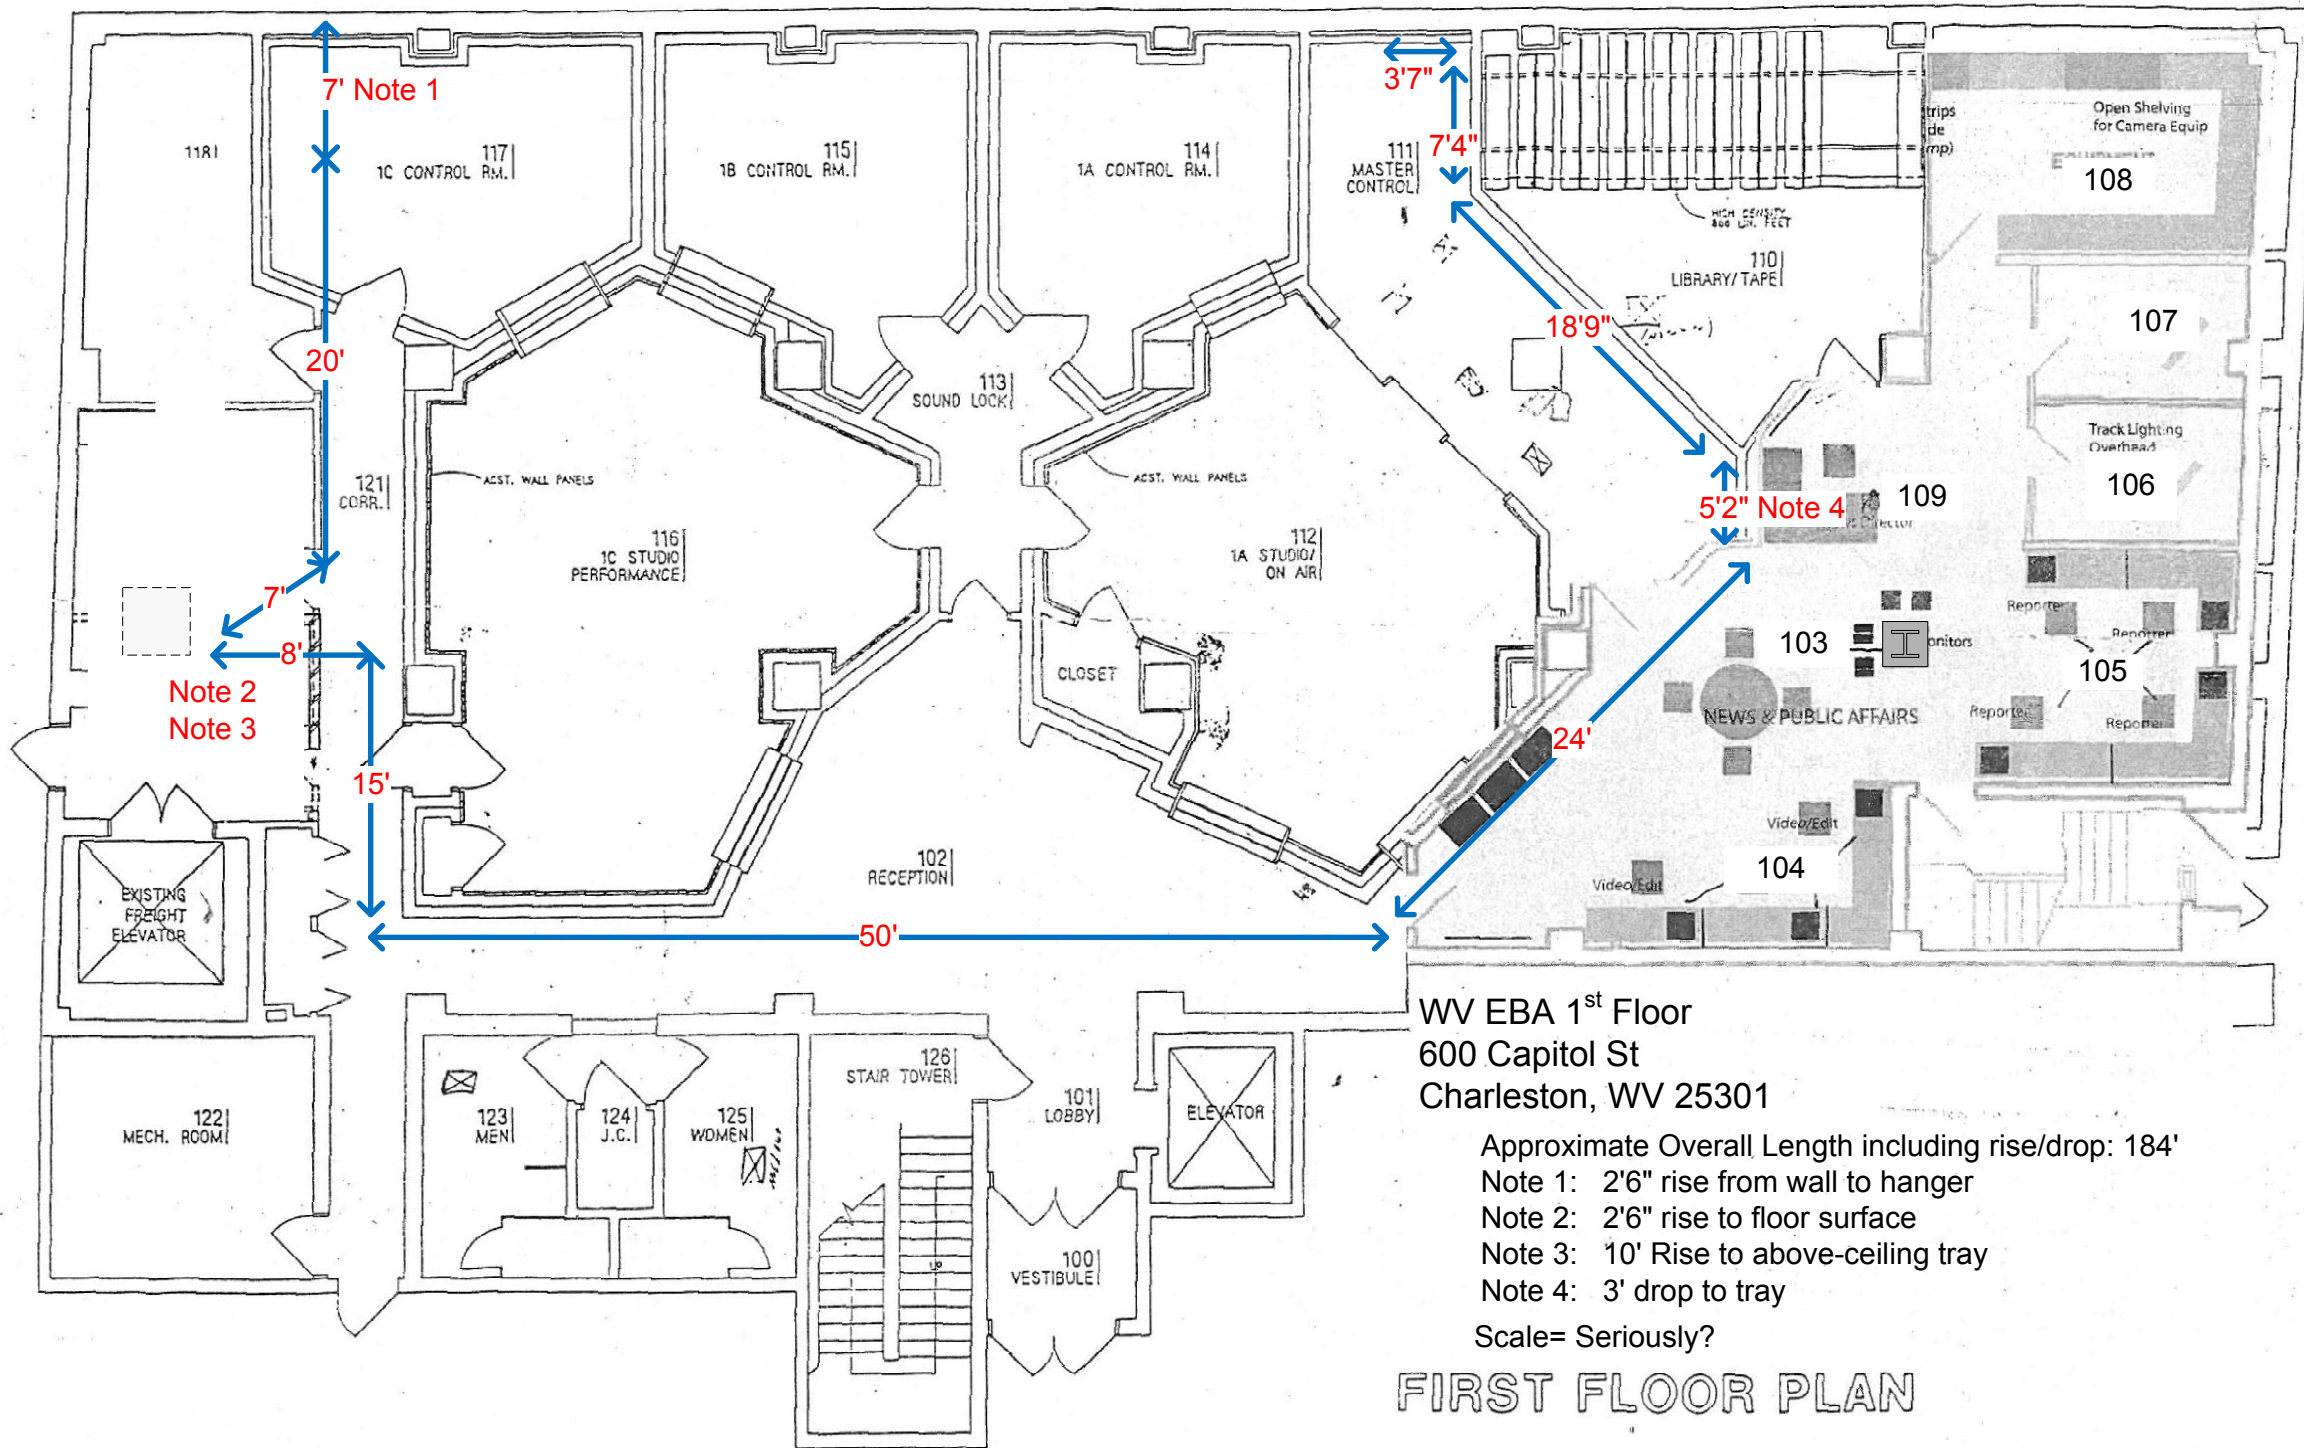 7' Note 1
3'7"
7'4"
118
117
1C CONTROL RM.
115
1B CONTROL RM.
114
1A CONTROL RM.
111
MASTER
CONTROL
Open Shelving
for Camera Equip
108
HIGH DENSITY
110
LIBRARY/TAPE
107
18'9"
20'
113
SOUND LOCK
Track Lighting
Overhead
106
121
CORR.
ACST. WALL PANELS
ACST. WALL PANELS
109
5'2" Note 4
Director
116
1C STUDIO
PERFORMANCE
112
1A STUDIO/
ON AIR
7'
8'
Note 2
Note 3
Reporter
Reporter
103
105
CLOSET
NEWS & PUBLIC AFFAIRS
Reporter
Reporter
24'
15'
Video/Edit
104
Video/Edit
102
RECEPTION
EXISTING
FREIGHT
ELEVATOR
50'
WV EBA 1st Floor
600 Capitol St
Charleston, WV 25301
126
STAIR TOWER
101
LOBBY
ELEVATOR
122
MECH. ROOM
123
MEN
124
J.C.
125
WOMEN
100
VESTIBULE
Approximate Overall Length including rise/drop: 184'
Note 1: 2'6" rise from wall to hanger
Note 2: 2'6" rise to floor surface
Note 3: 10' Rise to above-ceiling tray
Note 4: 3' drop to tray
Scale= Seriously?
FIRST FLOOR PLAN